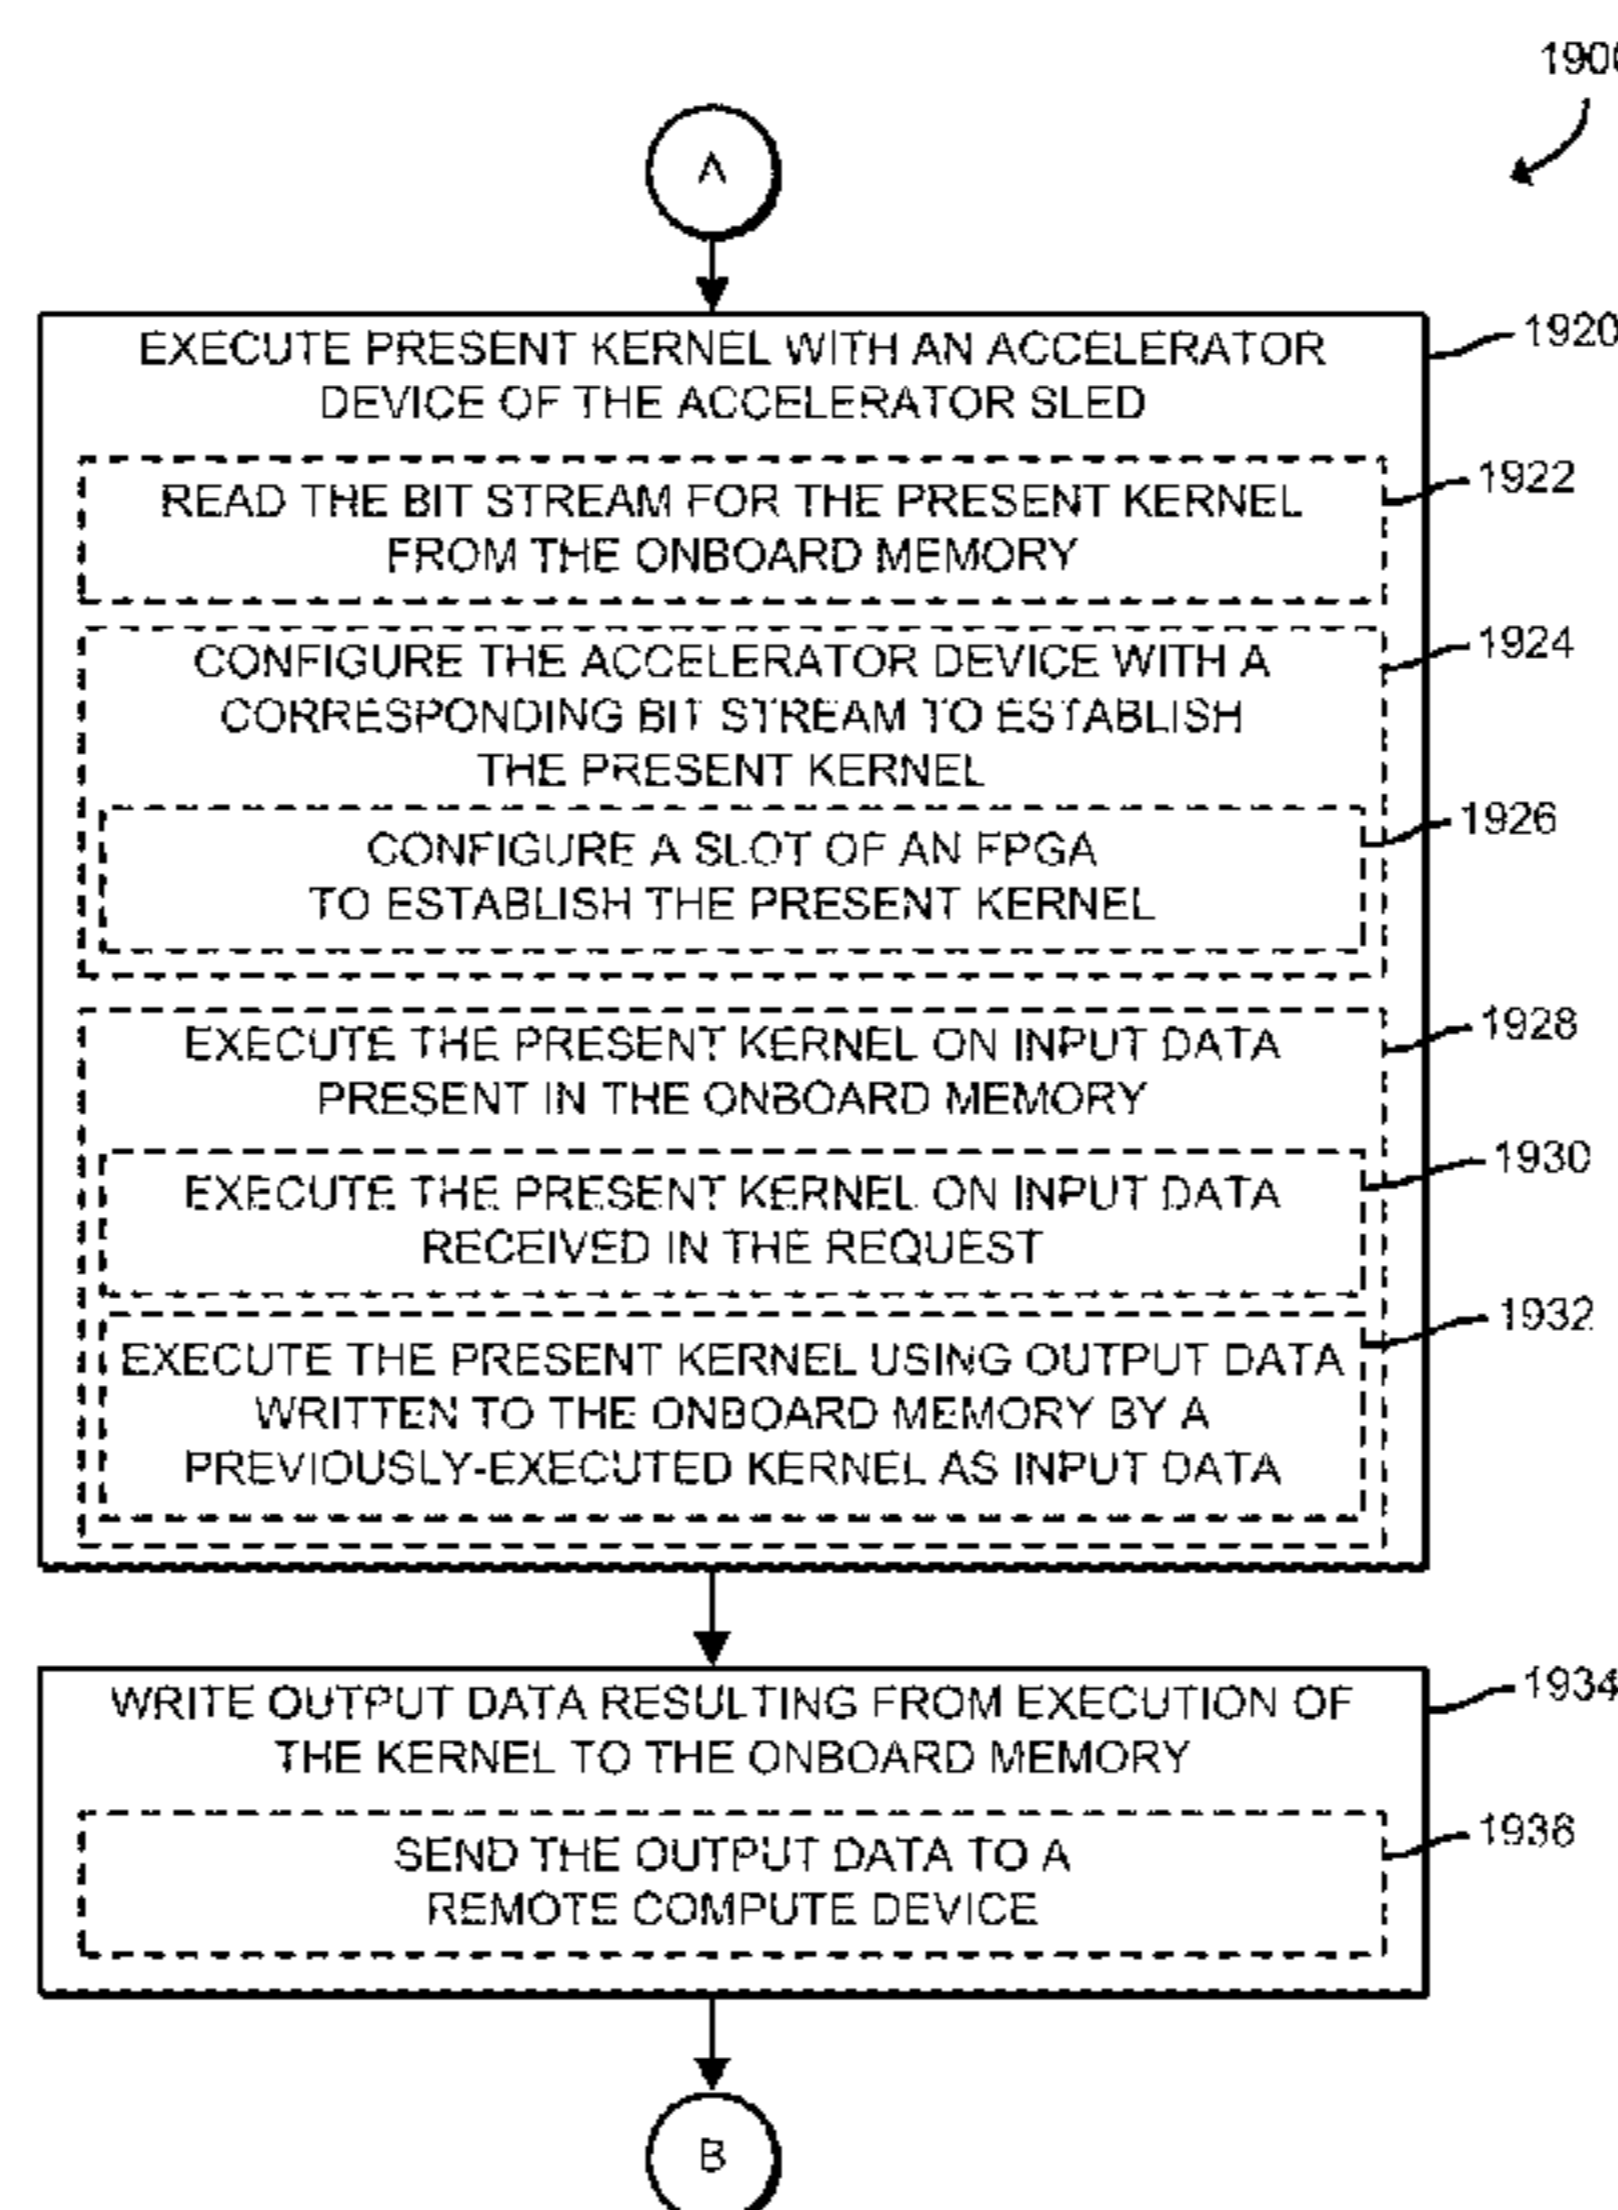 1900
A
EXECUTE PRESENT KERNEL WITH AN ACCELERATOR
DEVICE OF THE ACCELERATOR SLED
1920
READ THE BIT STREAM FOR THE PRESENT KERNEL
FROM THE ONBOARD MEMORY
1922
CONFIGURE THE ACCELERATOR DEVICE WITH A
CORRESPONDING BIT STREAM TO ESTABLISH
THE PRESENT KERNEL
1924
CONFIGURE A SLOT OF AN FPGA
TO ESTABLISH THE PRESENT KERNEL
1926
EXECUTE THE PRESENT KERNEL ON INPUT DATA
PRESENT IN THE ONBOARD MEMORY
1928
EXECUTE THE PRESENT KERNEL ON INPUT DATA
RECEIVED IN THE REQUEST
1930
EXECUTE THE PRESENT KERNEL USING OUTPUT DATA
WRITTEN TO THE ONBOARD MEMORY BY A
PREVIOUSLY-EXECUTED KERNEL AS INPUT DATA
1932
WRITE OUTPUT DATA RESULTING FROM EXECUTION OF
THE KERNEL TO THE ONBOARD MEMORY
1934
SEND THE OUTPUT DATA TO A
REMOTE COMPUTE DEVICE
1936
B